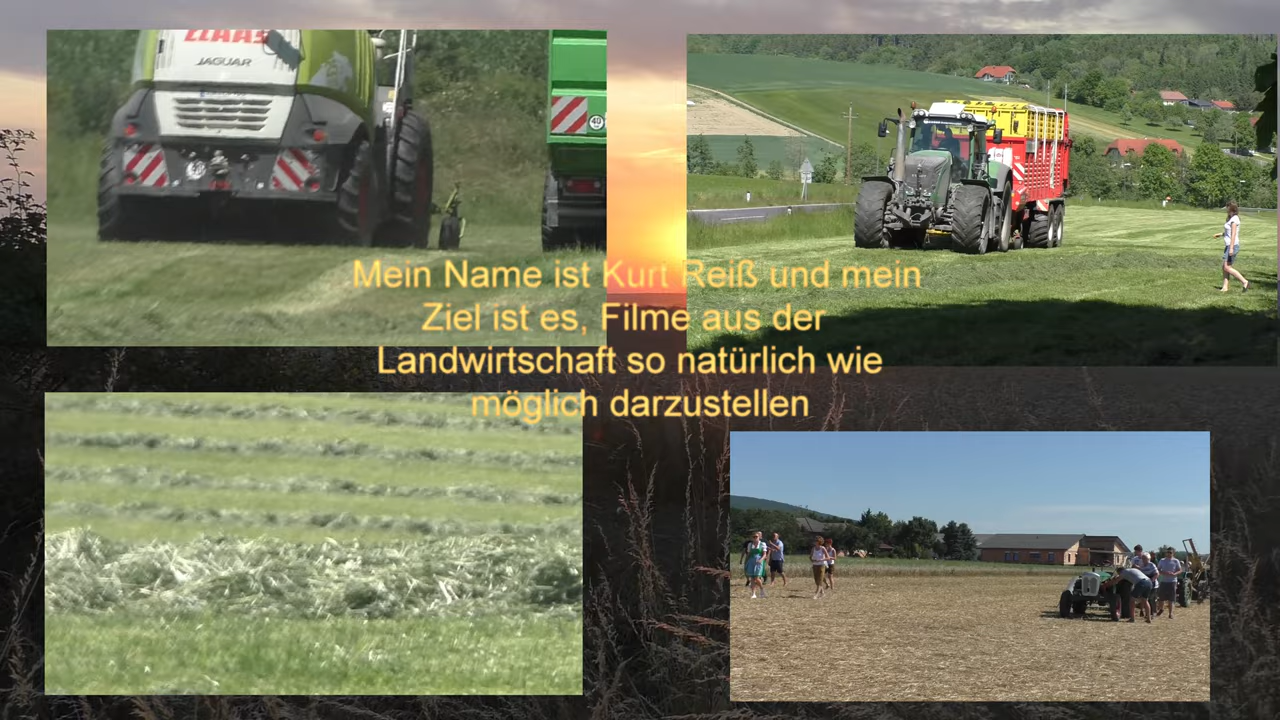 CLAAS
JAGUAR
40
Mein Name ist Kurt Reiß und mein
Ziel ist es, Filme aus der
Landwirtschaft so natürlich wie
möglich darzustellen